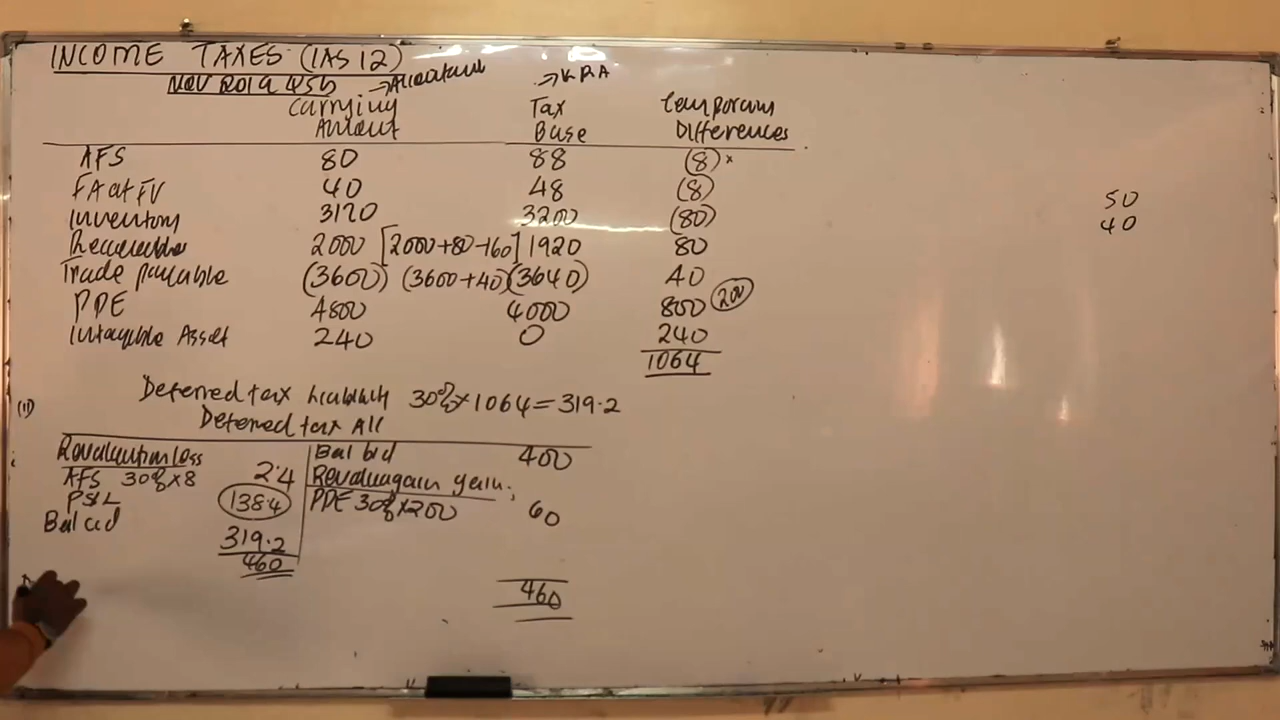 INCOME TAXES (IAS 12)
NOV 2019 Q5b → Accountant → KRA
Carrying Amount Tax Base Temporary Differences
AFS 80 88 (8)*
FA at FV 40 48 (8)
Inventory 3120 3200 (80)
Receivable 2000 [2000+80-160] 1920 80
Trade payable (3600) (3600+40) (3640) 40
PPE 4800 4000 800 (200)
Intangible Asset 240 0 240
1064
50
40
Deferred tax 30% × 1064 = 319.2
(ii) Deferred tax A/C
Revaluation loss Bal b/d 400
AFS 30% × 8 2.4 gain:
P&L 138.4 PPE 30% × 200 60
Bal c/d
319.2
460 460